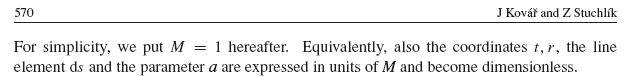 570 J Kovář and Z Stuchlík
For simplicity, we put M = 1 hereafter. Equivalently, also the coordinates t, r, the line
element ds and the parameter a are expressed in units of M and become dimensionless.